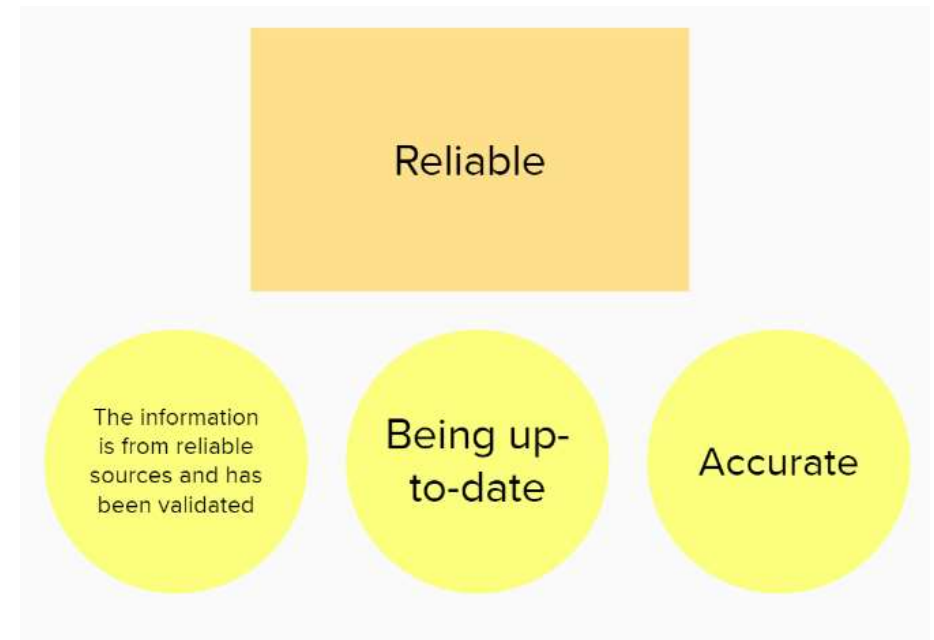 Reliable
The information
is from reliable
sources and has
been validated
Being up-
to-date
Accurate